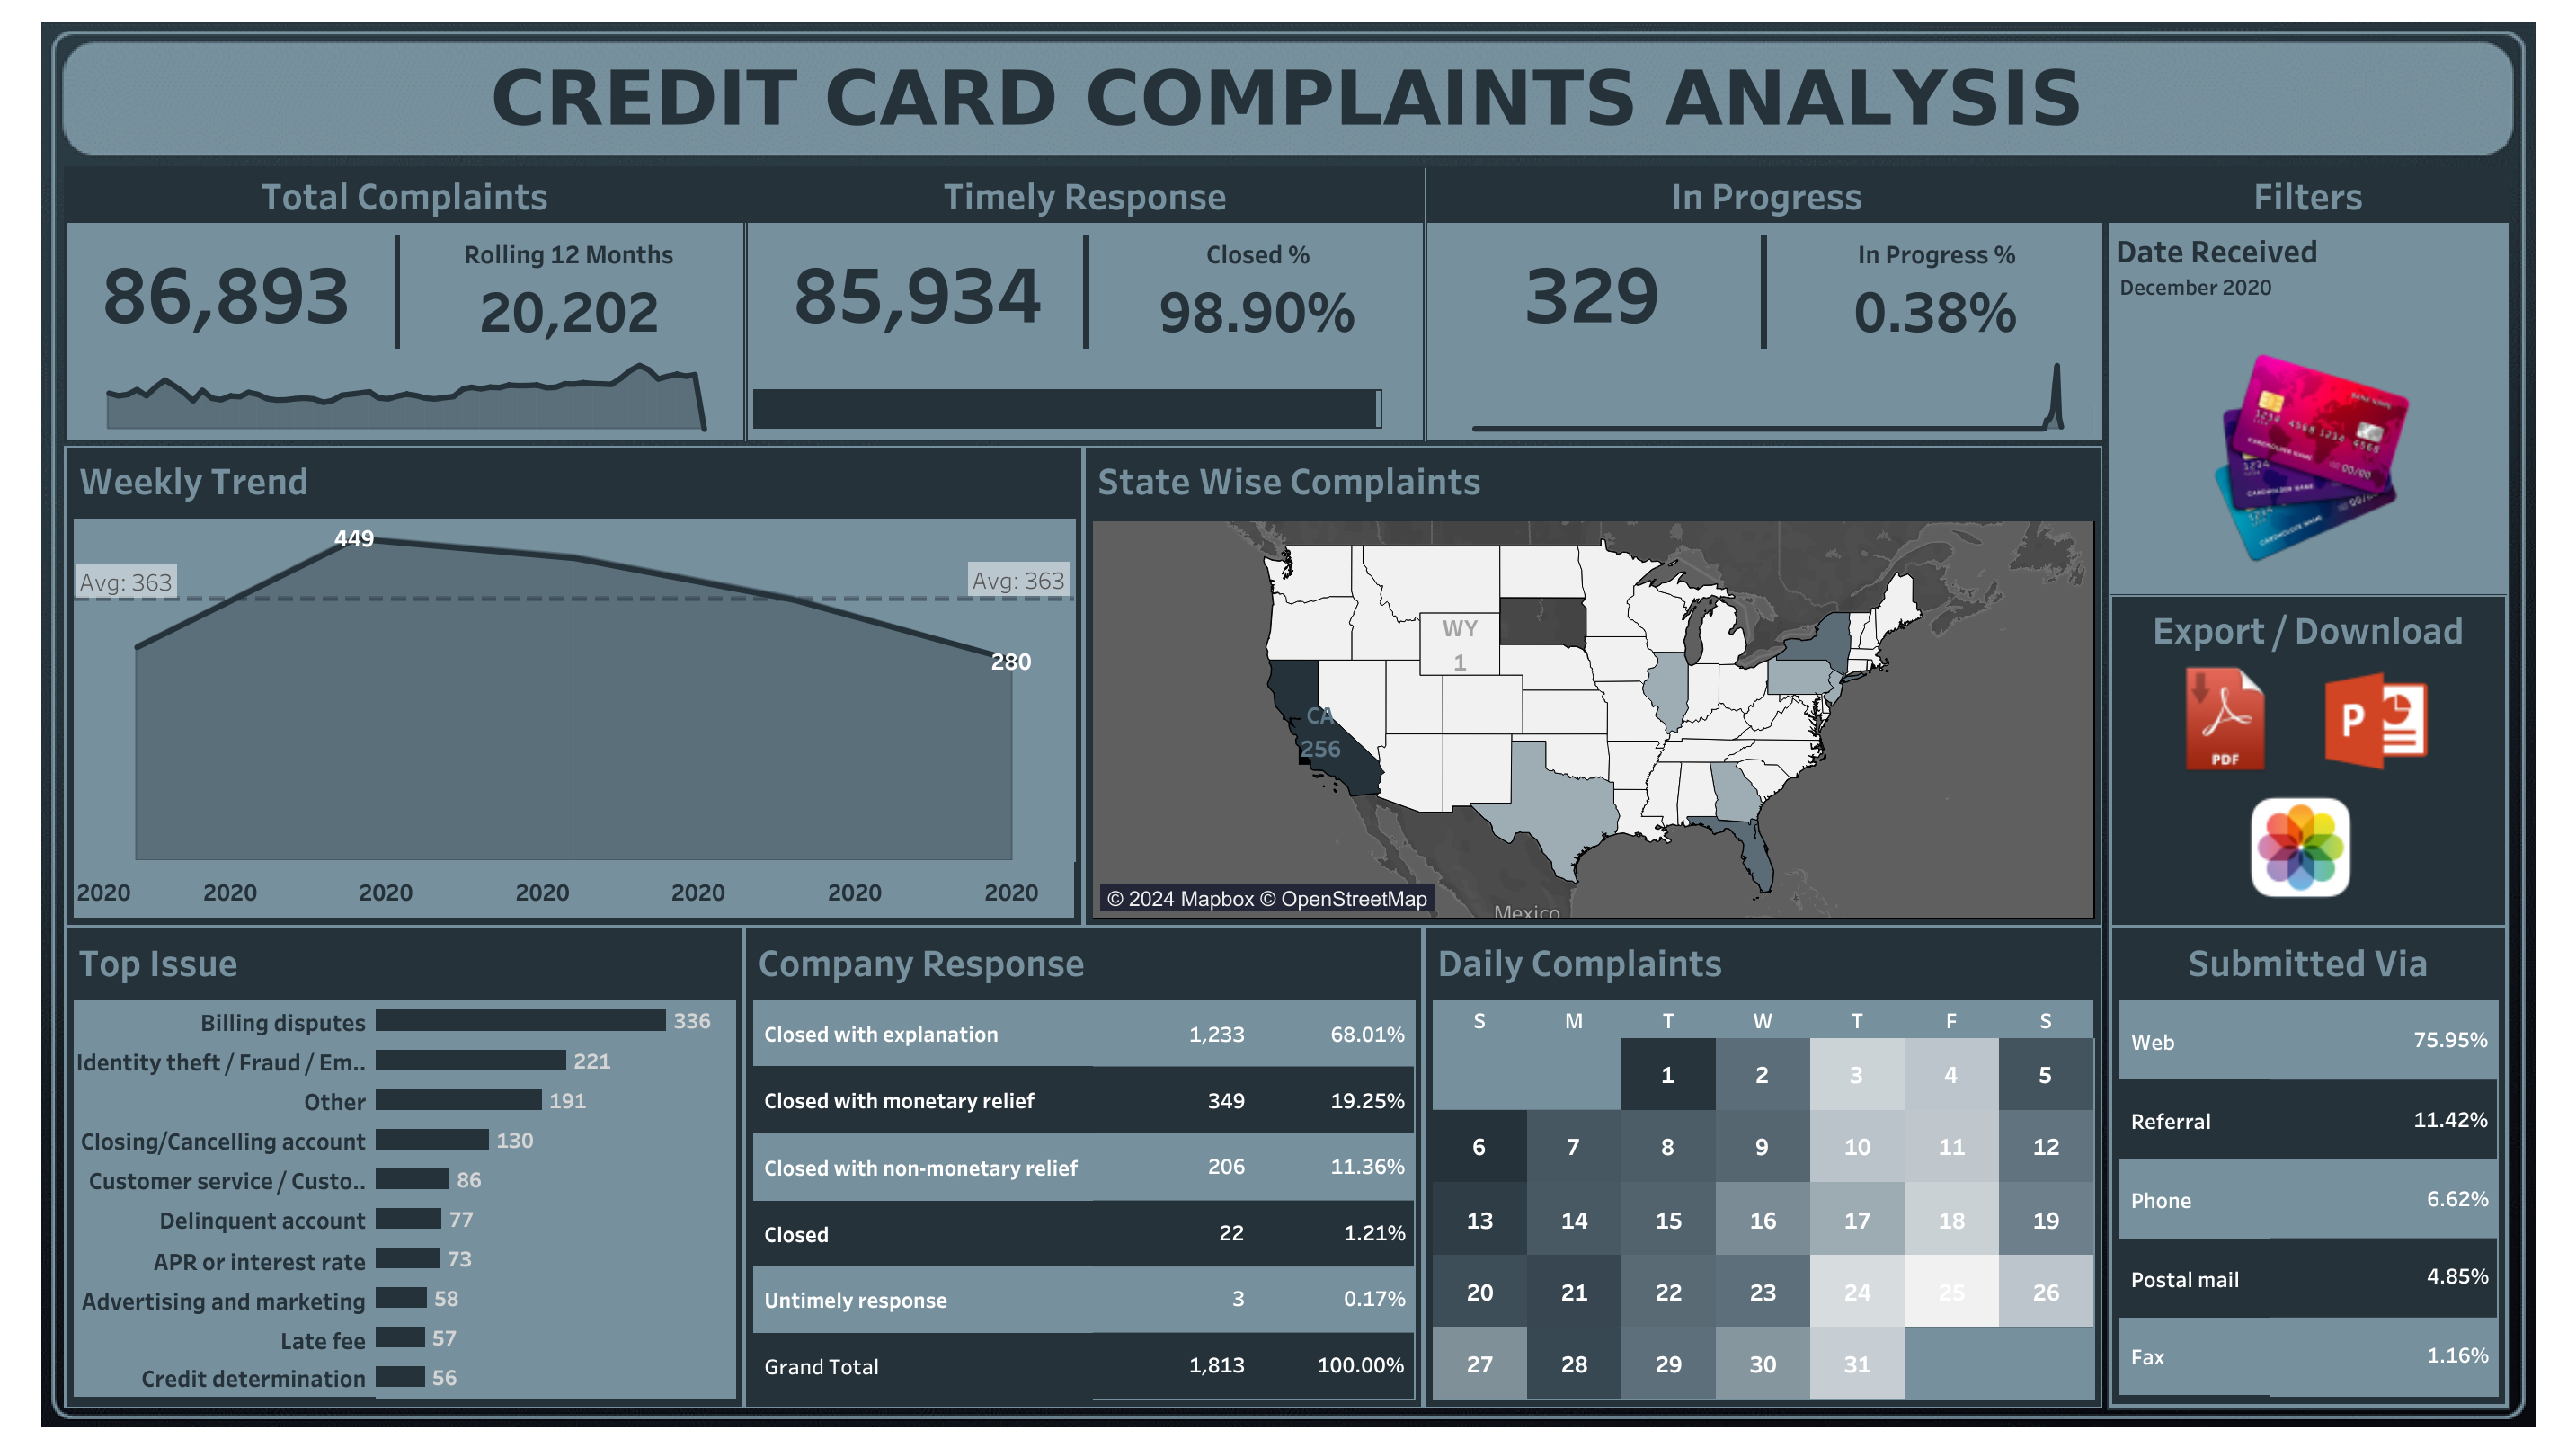 CREDIT CARD COMPLAINTS ANALYSIS
Total Complaints
86,893
Rolling 12 Months
20,202
Timely Response
85,934
Closed %
98.90%
In Progress
329
In Progress %
0.38%
Filters
Date Received
December 2020
Weekly Trend
449
Avg: 363
Avg: 363
280
2020 2020 2020 2020 2020 2020 2020
State Wise Complaints
WY
1
CA
256
Mexico
© 2024 Mapbox © OpenStreetMap
Export / Download
PDF
P
Top Issue
Billing disputes 336
Identity theft / Fraud / Em.. 221
Other 191
Closing/Cancelling account 130
Customer service / Custo.. 86
Delinquent account 77
APR or interest rate 73
Advertising and marketing 58
Late fee 57
Credit determination 56
Company Response
Closed with explanation 1,233 68.01%
Closed with monetary relief 349 19.25%
Closed with non-monetary relief 206 11.36%
Closed 22 1.21%
Untimely response 3 0.17%
Grand Total 1,813 100.00%
Daily Complaints
S M T W T F S
1 2 3 4 5
6 7 8 9 10 11 12
13 14 15 16 17 18 19
20 21 22 23 24 25 26
27 28 29 30 31
Submitted Via
Web 75.95%
Referral 11.42%
Phone 6.62%
Postal mail 4.85%
Fax 1.16%